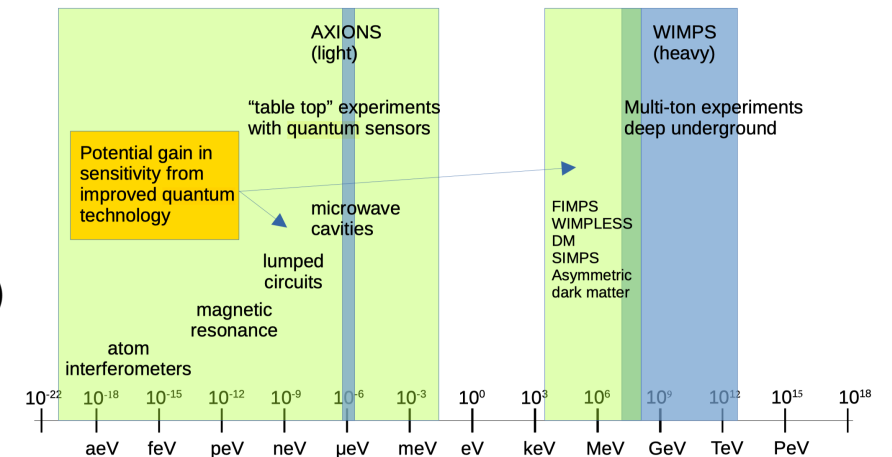 AXIONS
(light)
WIMPS
(heavy)
“table top” experiments
with quantum sensors
Multi-ton experiments
deep underground
Potential gain in
sensitivity from
improved quantum
technology
microwave
cavities
FIMPS
WIMPLESS
DM
SIMPS
Asymmetric
dark matter
lumped
circuits
magnetic
resonance
atom
interferometers
)
10⁻²² 10⁻¹⁸ 10⁻¹⁵ 10⁻¹² 10⁻⁹ 10⁻⁶ 10⁻³ 10⁰ 10³ 10⁶ 10⁹ 10¹² 10¹⁵ 10¹⁸
aeV feV peV neV µeV meV eV keV MeV GeV TeV PeV